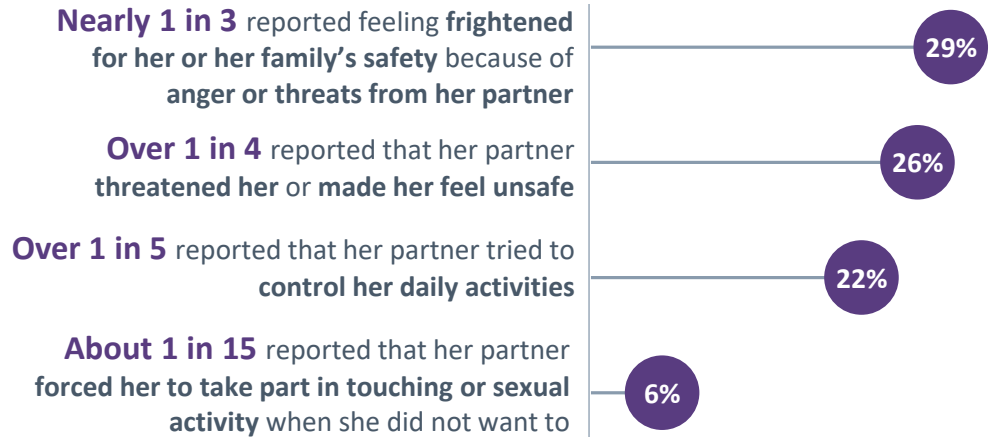 Nearly 1 in 3 reported feeling frightened
for her or her family’s safety because of
anger or threats from her partner
29%
Over 1 in 4 reported that her partner
threatened her or made her feel unsafe
26%
Over 1 in 5 reported that her partner tried to
control her daily activities
22%
About 1 in 15 reported that her partner
forced her to take part in touching or sexual
activity when she did not want to
6%